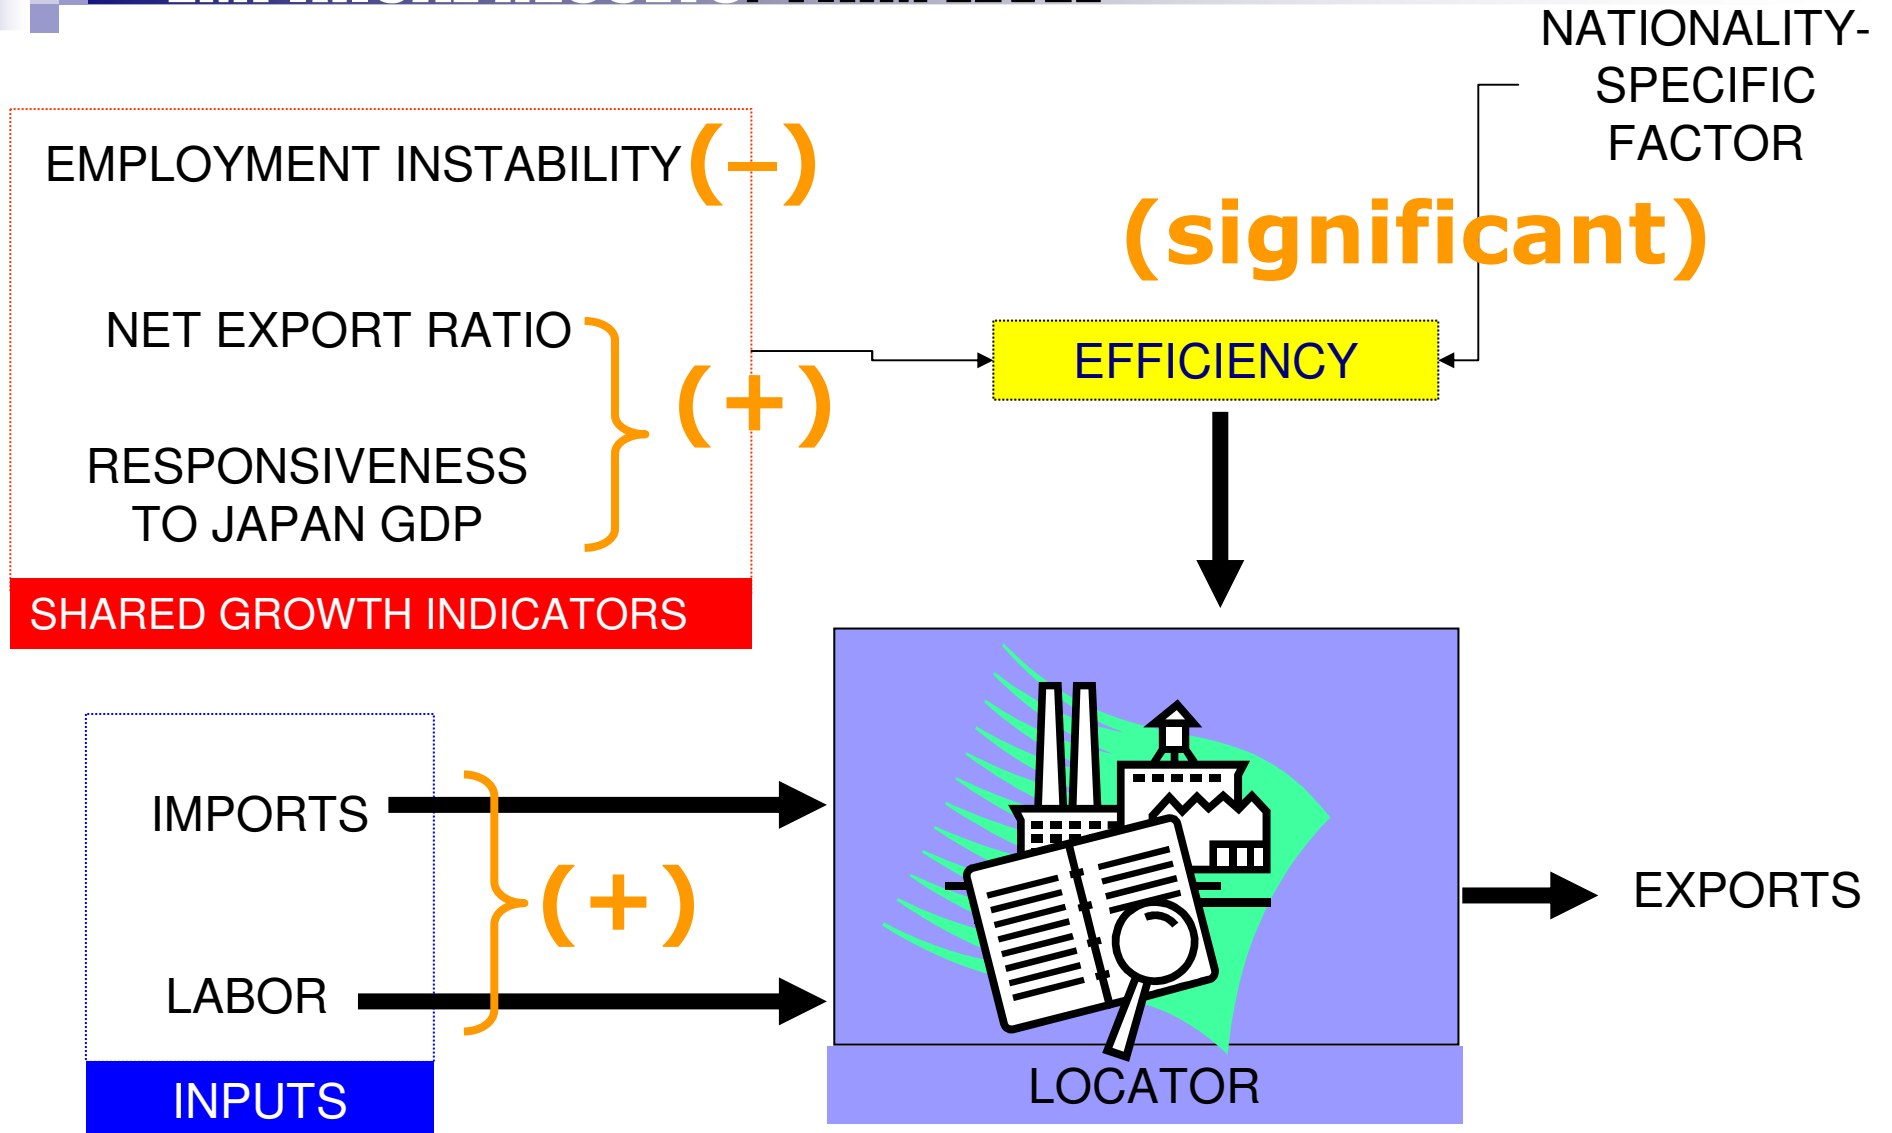 NATIONALITY-
SPECIFIC
FACTOR
EMPLOYMENT INSTABILITY (–)
(significant)
NET EXPORT RATIO
EFFICIENCY
(+)
RESPONSIVENESS
TO JAPAN GDP
SHARED GROWTH INDICATORS
IMPORTS
(+)
EXPORTS
LABOR
LOCATOR
INPUTS